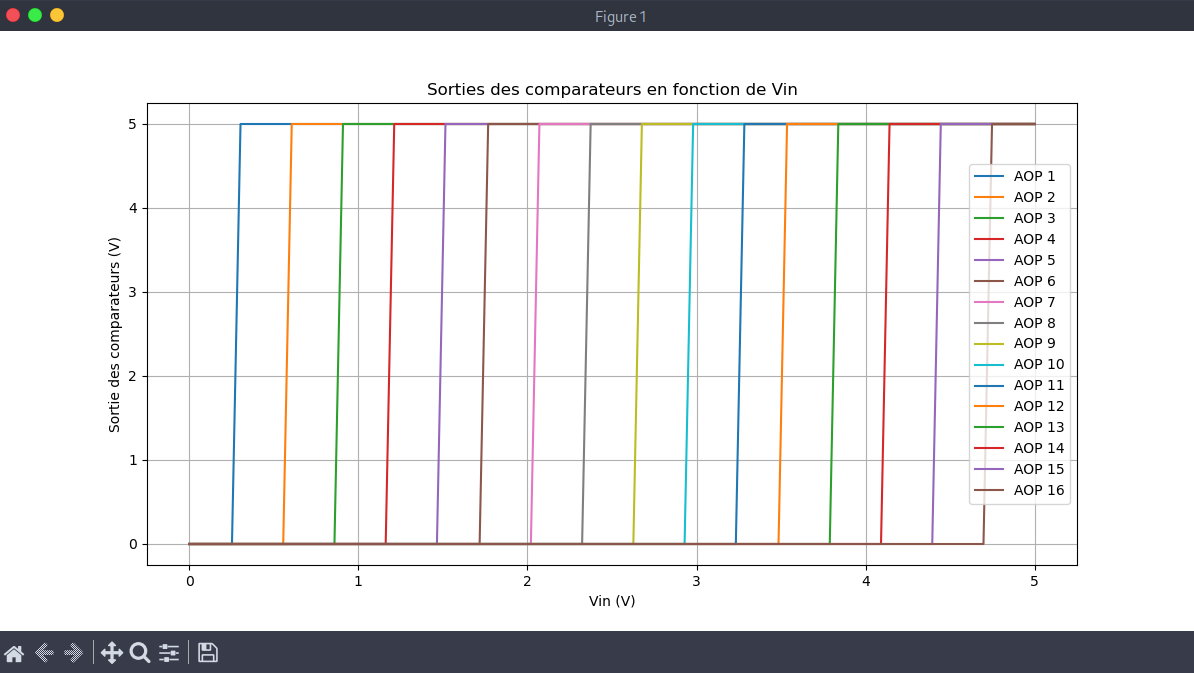 Figure 1
Sorties des comparateurs en fonction de Vin
Sortie des comparateurs (V)
5
4
3
2
1
0
0 1 2 3 4 5
Vin (V)
AOP 1
AOP 2
AOP 3
AOP 4
AOP 5
AOP 6
AOP 7
AOP 8
AOP 9
AOP 10
AOP 11
AOP 12
AOP 13
AOP 14
AOP 15
AOP 16